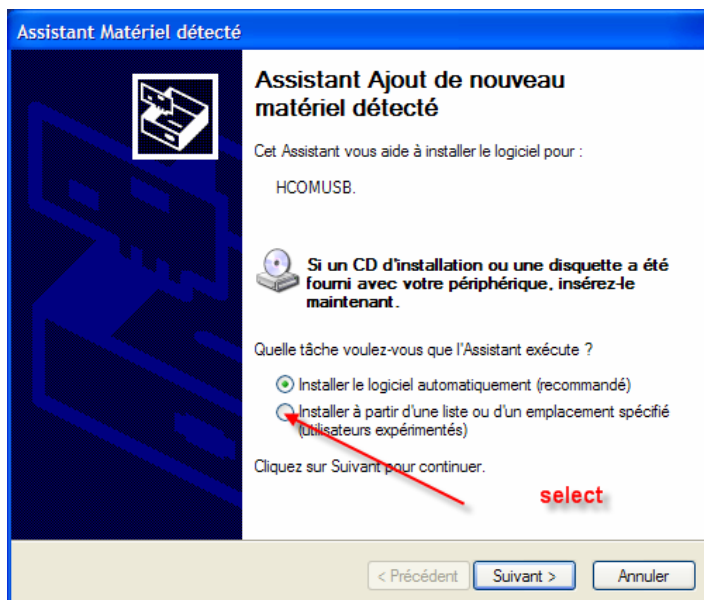 Assistant Matériel détecté
Assistant Ajout de nouveau
matériel détecté
Cet Assistant vous aide à installer le logiciel pour :
HCOMUSB.
Si un CD d'installation ou une disquette a été
fourni avec votre périphérique, insérez-le
maintenant.
Quelle tâche voulez-vous que l'Assistant exécute ?
Installer le logiciel automatiquement (recommandé)
Installer à partir d'une liste ou d'un emplacement spécifié
(utilisateurs expérimentés)
Cliquez sur Suivant pour continuer.
select
< Précédent Suivant > Annuler